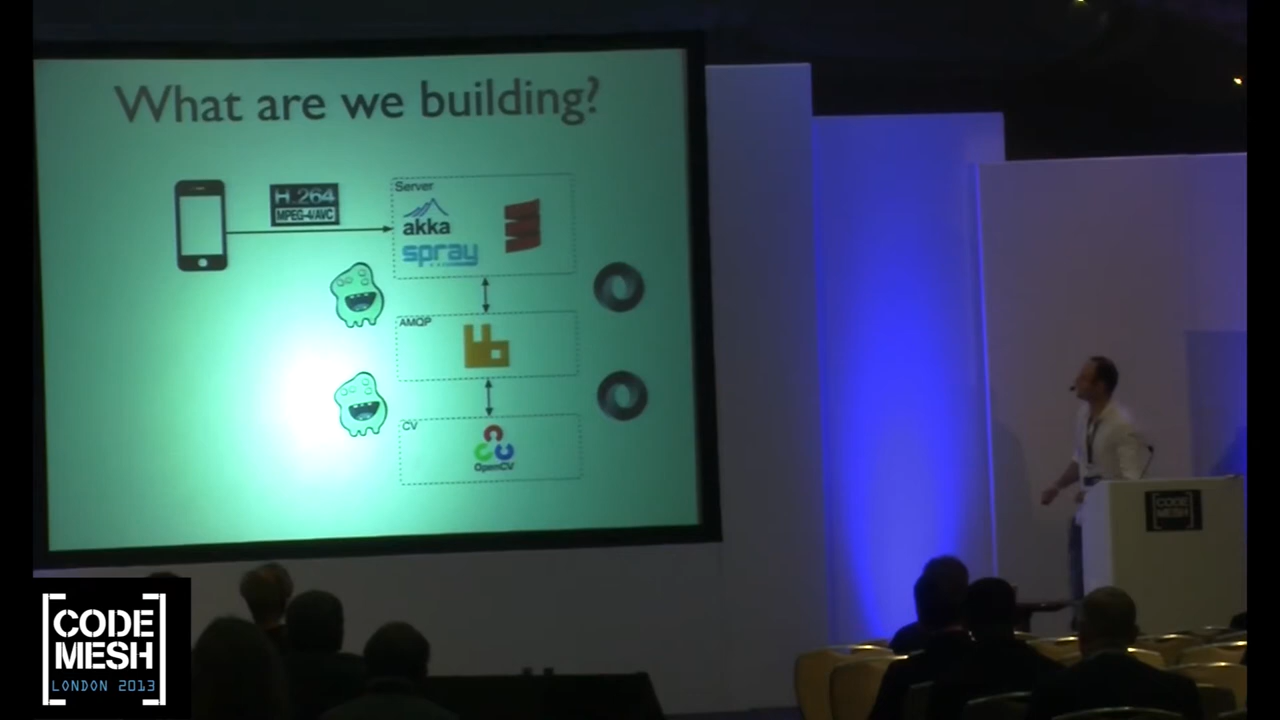 What are we building?
H.264
MPEG-4/AVC
Server
akka
spray
AMQP
CV
OpenCV
CODE
MESH
CODE
MESH
LONDON 2013